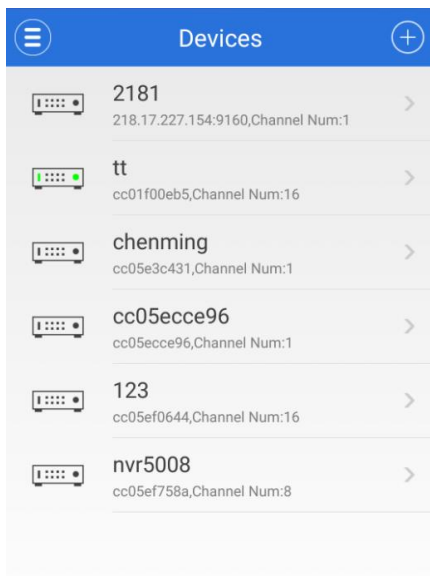 Devices
2181
218.17.227.154:9160,Channel Num:1
tt
cc01f00eb5,Channel Num:16
chenming
cc05e3c431,Channel Num:1
cc05ecce96
cc05ecce96,Channel Num:1
123
cc05ef0644,Channel Num:16
nvr5008
cc05ef758a,Channel Num:8